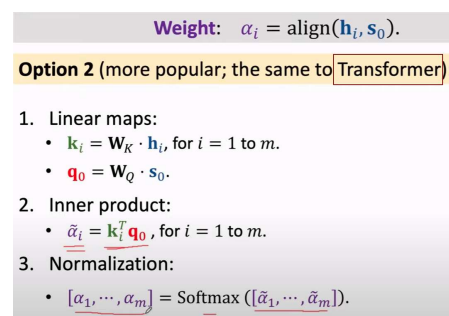 Weight: αᵢ = align(𝐡ᵢ, 𝐬₀).
Option 2 (more popular; the same to Transformer)
1. Linear maps:
• 𝐤ᵢ = 𝐖_K · 𝐡ᵢ, for i = 1 to m.
• 𝐪₀ = 𝐖_Q · 𝐬₀.
2. Inner product:
• α̃ᵢ = 𝐤ᵢᵀ𝐪₀, for i = 1 to m.
3. Normalization:
• [α₁, ⋯, αₘ] = Softmax ([α̃₁, ⋯, α̃ₘ]).